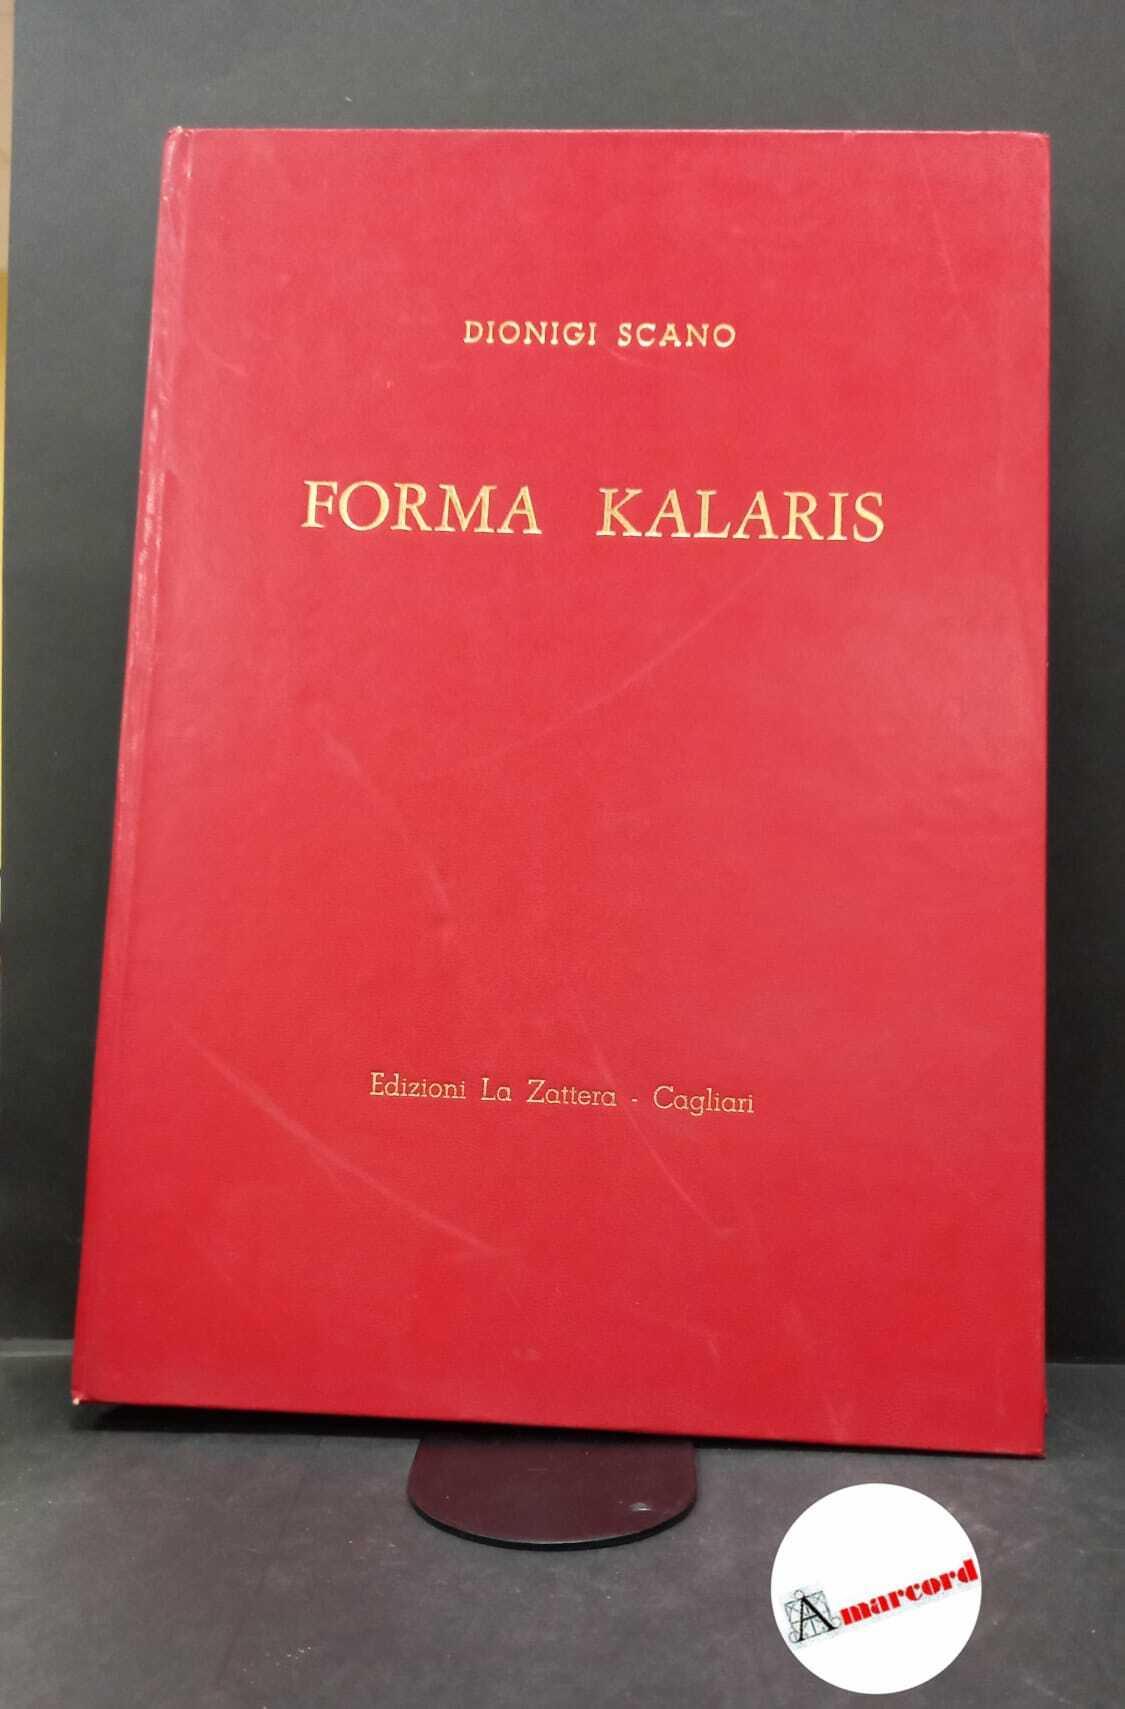 DIONIGI SCANO
FORMA KALARIS
Edizioni La Zattera - Cagliari
Amarcord